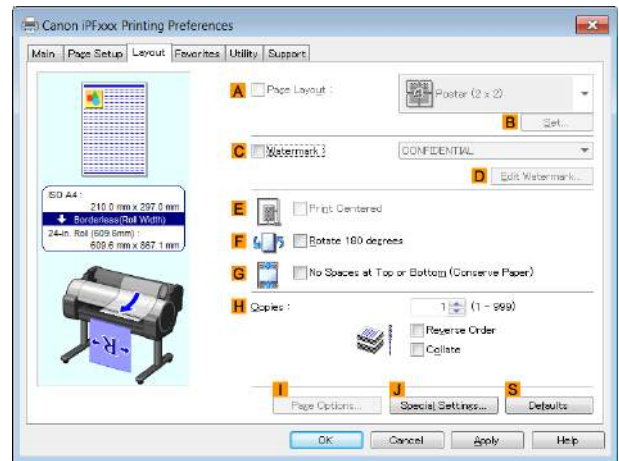 Canon iPFxxx Printing Preferences
Main Page Setup Layout Favorites Utility Support
A Page Layout : Poster (2 x 2)
B Set...
C Watermark : CONFIDENTIAL
D Edit Watermark...
ISO A4 :
210.0 mm x 297.0 mm
Borderless(Roll Width)
24-in. Roll (609.6mm) :
609.6 mm x 867.1 mm
E Print Centered
F Rotate 180 degrees
G No Spaces at Top or Bottom (Conserve Paper)
H Copies : 1 (1 - 999)
Reverse Order
Collate
R
I J S
Page Options... Special Settings... Defaults
OK Cancel Apply Help